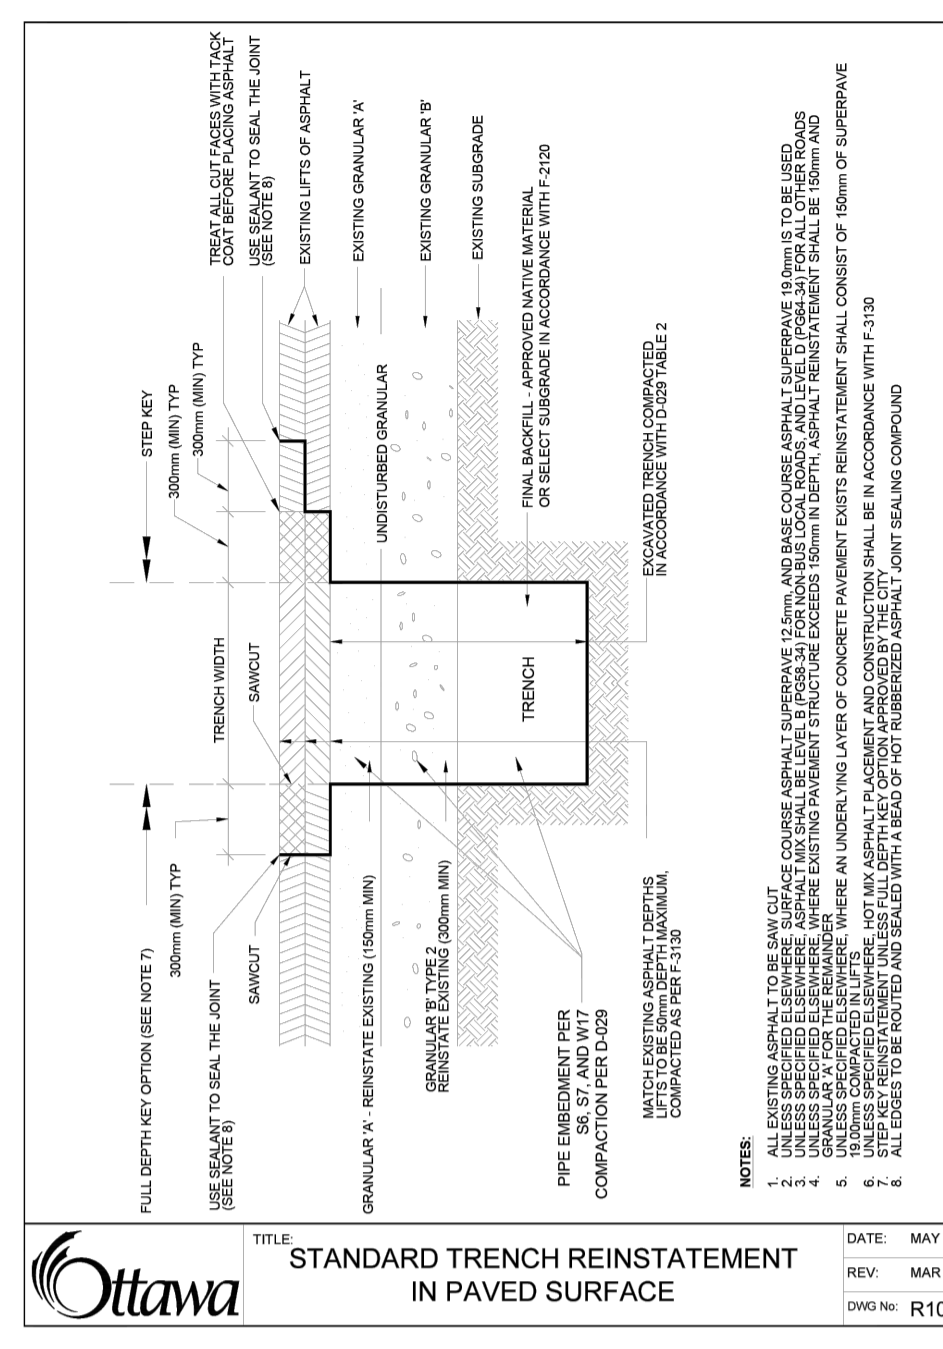 FULL DEPTH KEY OPTION (SEE NOTE 7)
STEP KEY
300mm (MIN) TYP
300mm (MIN) TYP
300mm (MIN) TYP
TRENCH WIDTH
TREAT ALL CUT FACES WITH TACK
COAT BEFORE PLACING ASPHALT
USE SEALANT TO SEAL THE JOINT
(SEE NOTE 8)
USE SEALANT TO SEAL THE JOINT
(SEE NOTE 8)
SAWCUT
SAWCUT
EXISTING LIFTS OF ASPHALT
EXISTING GRANULAR 'A'
UNDISTURBED GRANULAR
EXISTING GRANULAR 'B'
EXISTING SUBGRADE
GRANULAR 'A' - REINSTATE EXISTING (150mm MIN)
GRANULAR 'B' TYPE 2
REINSTATE EXISTING (300mm MIN)
TRENCH
FINAL BACKFILL - APPROVED NATIVE MATERIAL
OR SELECT SUBGRADE IN ACCORDANCE WITH F-2120
PIPE EMBEDMENT PER
S6, S7, AND W17
COMPACTION PER D-029
EXCAVATED TRENCH COMPACTED
IN ACCORDANCE WITH D-029 TABLE 2
MATCH EXISTING ASPHALT DEPTHS
LIFTS TO BE 50mm DEPTH MAXIMUM,
COMPACTED AS PER F-3130
NOTES:
1. ALL EXISTING ASPHALT TO BE SAW CUT
2. UNLESS SPECIFIED ELSEWHERE, SURFACE COURSE ASPHALT SUPERPAVE 12.5mm, AND BASE COURSE ASPHALT SUPERPAVE 19.0mm IS TO BE USED
3. UNLESS SPECIFIED ELSEWHERE, ASPHALT MIX SHALL BE LEVEL B (PG58-34) FOR NON-BUS LOCAL ROADS, AND LEVEL D (PG64-34) FOR ALL OTHER ROADS
4. UNLESS SPECIFIED ELSEWHERE, WHERE EXISTING PAVEMENT STRUCTURE EXCEEDS 150mm IN DEPTH, ASPHALT REINSTATEMENT SHALL BE 150mm AND
GRANULAR 'A' FOR THE REMAINDER
5. UNLESS SPECIFIED ELSEWHERE, WHERE AN UNDERLYING LAYER OF CONCRETE PAVEMENT EXISTS REINSTATEMENT SHALL CONSIST OF 150mm OF SUPERPAVE
19.00mm COMPACTED IN LIFTS
6. UNLESS SPECIFIED ELSEWHERE, HOT MIX ASPHALT PLACEMENT AND CONSTRUCTION SHALL BE IN ACCORDANCE WITH F-3130
7. STEP KEY REINSTATEMENT UNLESS FULL DEPTH KEY OPTION APPROVED BY THE CITY
8. ALL EDGES TO BE ROUTED AND SEALED WITH A BEAD OF HOT RUBBERIZED ASPHALT JOINT SEALING COMPOUND
Ottawa
TITLE:
STANDARD TRENCH REINSTATEMENT
IN PAVED SURFACE
DATE: MAY
REV: MAR
DWG No: R10